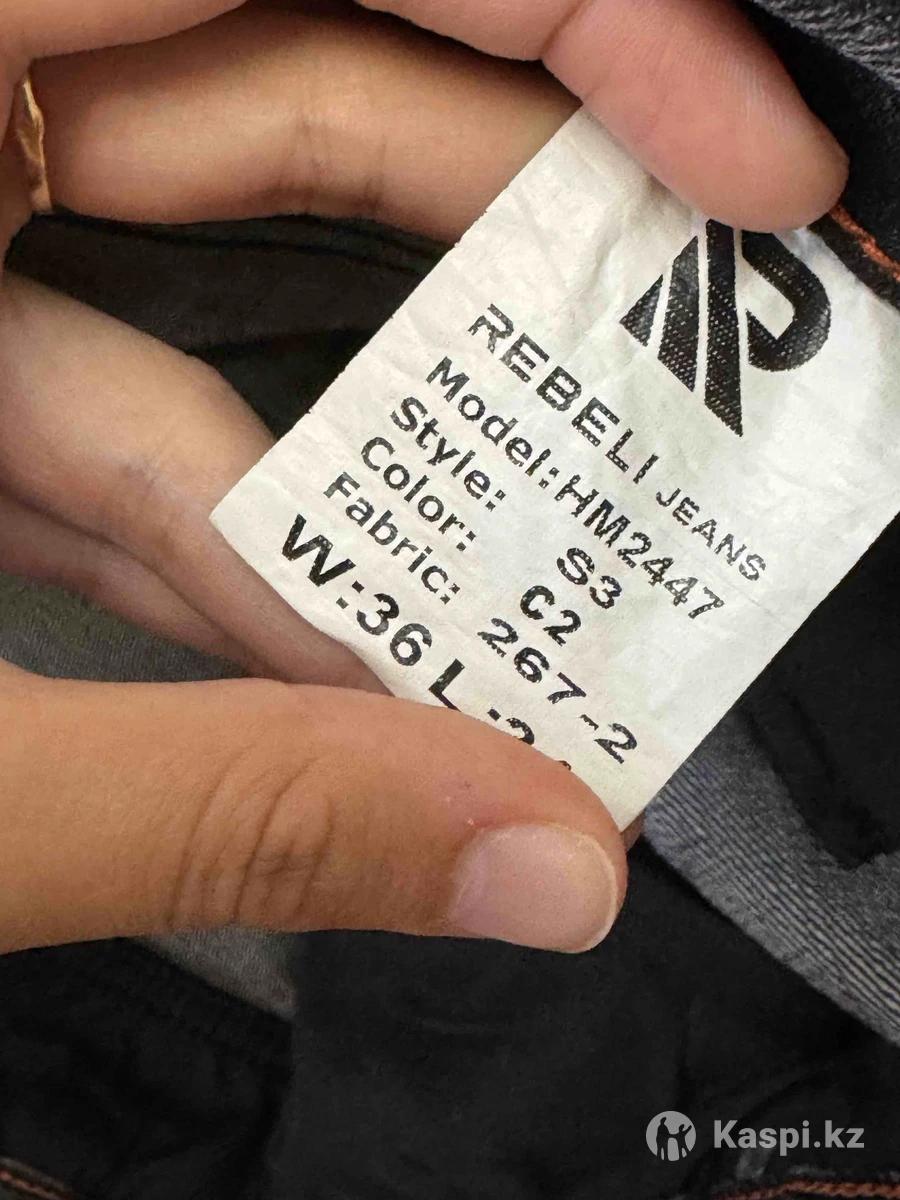 REBELI JEANS
Model: HM2447
Style: S3
Color: C2
Fabric: 267-2
W:36 L
Kaspi.kz